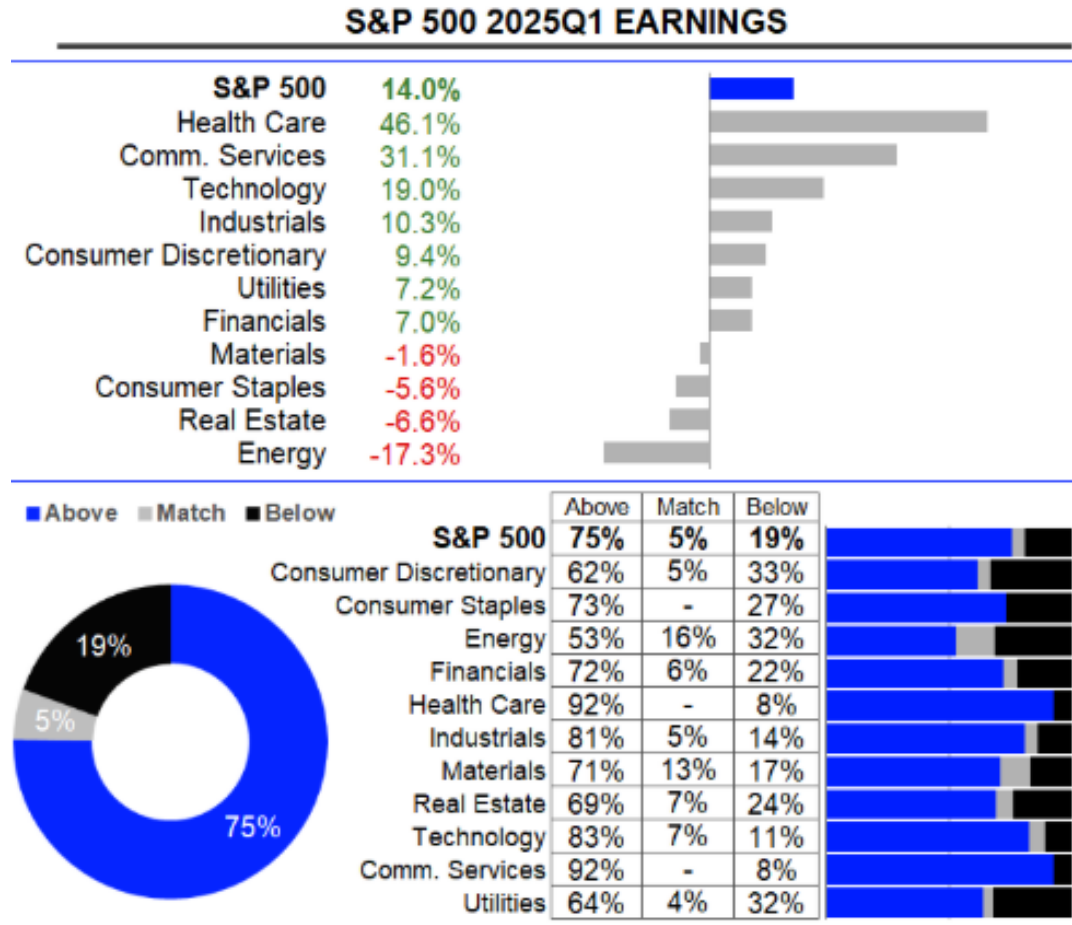 S&P 500 2025Q1 EARNINGS
S&P 500 14.0%
Health Care 46.1%
Comm. Services 31.1%
Technology 19.0%
Industrials 10.3%
Consumer Discretionary 9.4%
Utilities 7.2%
Financials 7.0%
Materials -1.6%
Consumer Staples -5.6%
Real Estate -6.6%
Energy -17.3%
Above Match Below
19%
5%
75%
Above Match Below
S&P 500 75% 5% 19%
Consumer Discretionary 62% 5% 33%
Consumer Staples 73% - 27%
Energy 53% 16% 32%
Financials 72% 6% 22%
Health Care 92% - 8%
Industrials 81% 5% 14%
Materials 71% 13% 17%
Real Estate 69% 7% 24%
Technology 83% 7% 11%
Comm. Services 92% - 8%
Utilities 64% 4% 32%